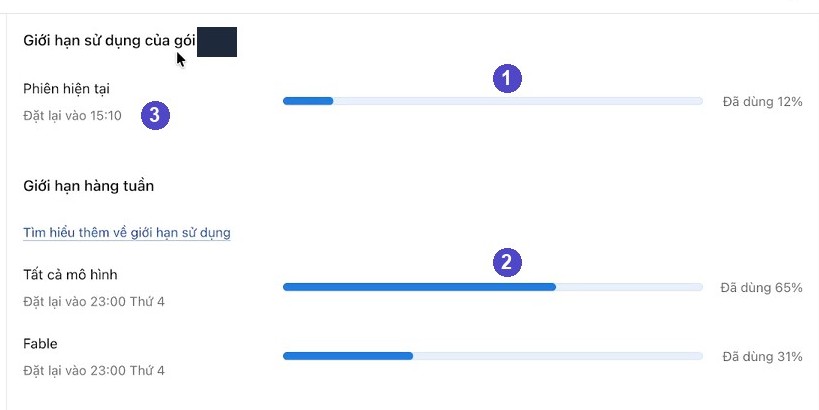 Giới hạn sử dụng của gói
1
Phiên hiện tại
Đã dùng 12%
Đặt lại vào 15:10
3
Giới hạn hàng tuần
Tìm hiểu thêm về giới hạn sử dụng
2
Tất cả mô hình
Đã dùng 65%
Đặt lại vào 23:00 Thứ 4
Fable
Đã dùng 31%
Đặt lại vào 23:00 Thứ 4